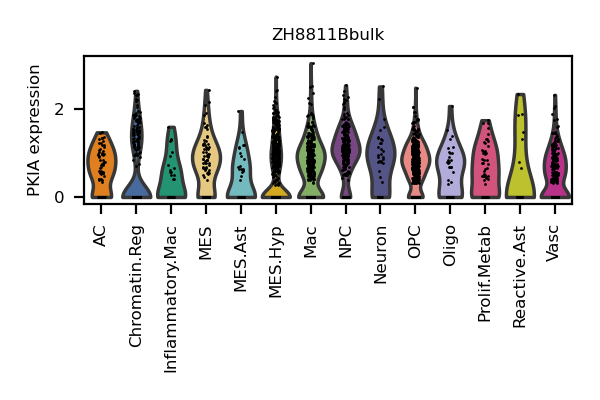 ZH8811Bbulk
PKIA expression
2
0
AC
Chromatin.Reg
Inflammatory.Mac
MES
MES.Ast
MES.Hyp
Mac
NPC
Neuron
OPC
Oligo
Prolif.Metab
Reactive.Ast
Vasc